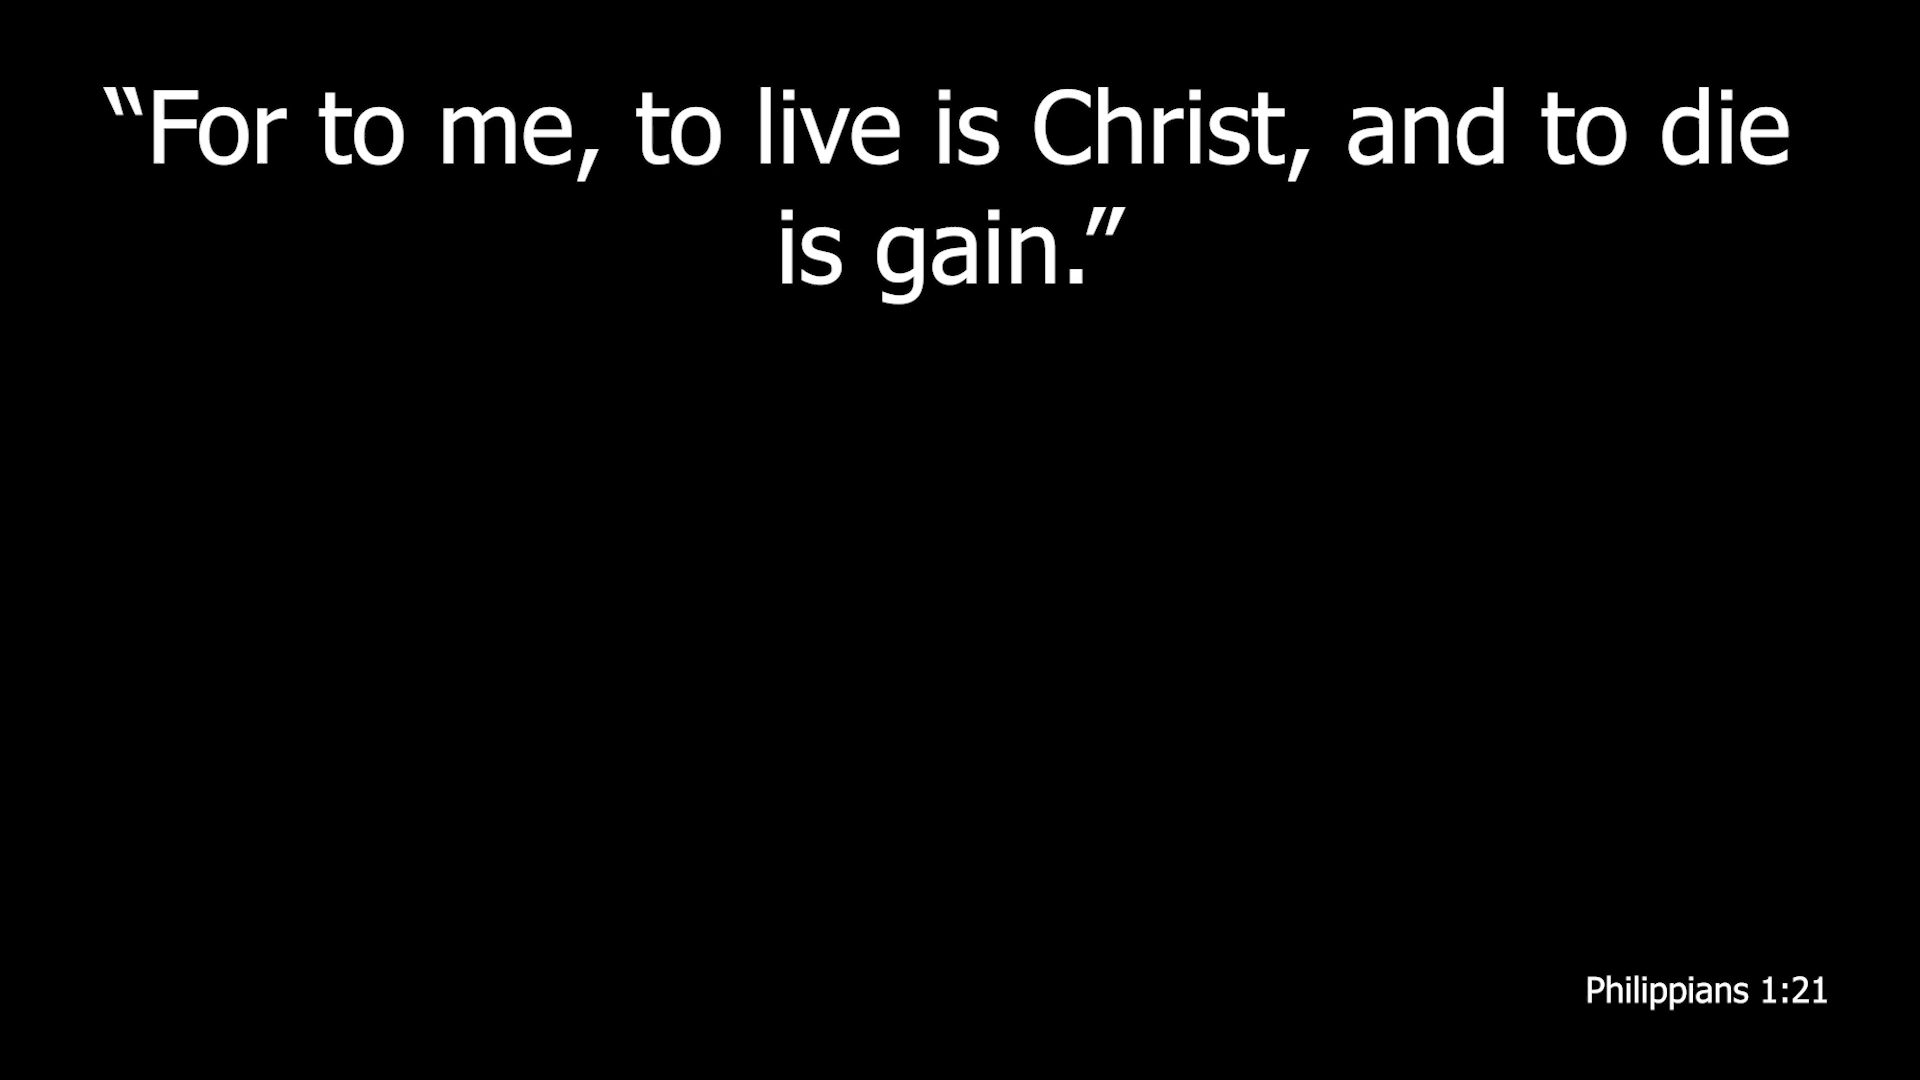 “For to me, to live is Christ, and to die
is gain.”
Philippians 1:21